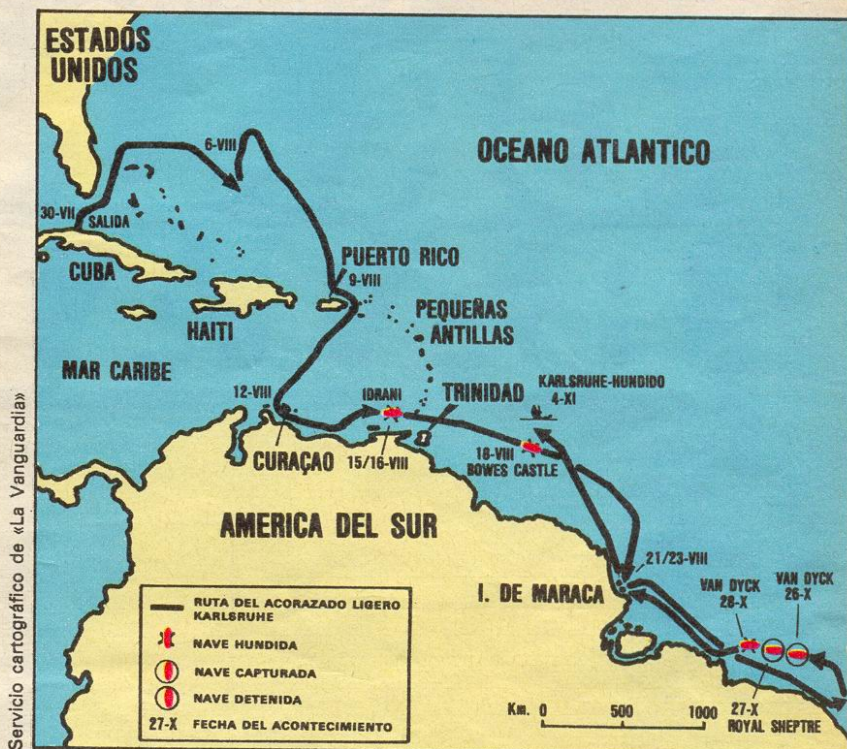 ESTADOS
UNIDOS
OCEANO ATLANTICO
6-VIII
30-VII
SALIDA
CUBA
PUERTO RICO
9-VIII
HAITI
PEQUEÑAS
ANTILLAS
MAR CARIBE
12-VIII
IDRANI
TRINIDAD
KARLSRUHE-HUNDIDO
4-XI
CURAÇAO
15/16-VIII
18-VIII
BOWES CASTLE
AMERICA DEL SUR
21/23-VIII
I. DE MARACA
VAN DYCK
28-X
VAN DYCK
26-X
27-X
ROYAL SHEPTRE
RUTA DEL ACORAZADO LIGERO
KARLSRUHE
NAVE HUNDIDA
NAVE CAPTURADA
NAVE DETENIDA
27-X FECHA DEL ACONTECIMIENTO
Km. 0 500 1000
Servicio cartográfico de «La Vanguardia»